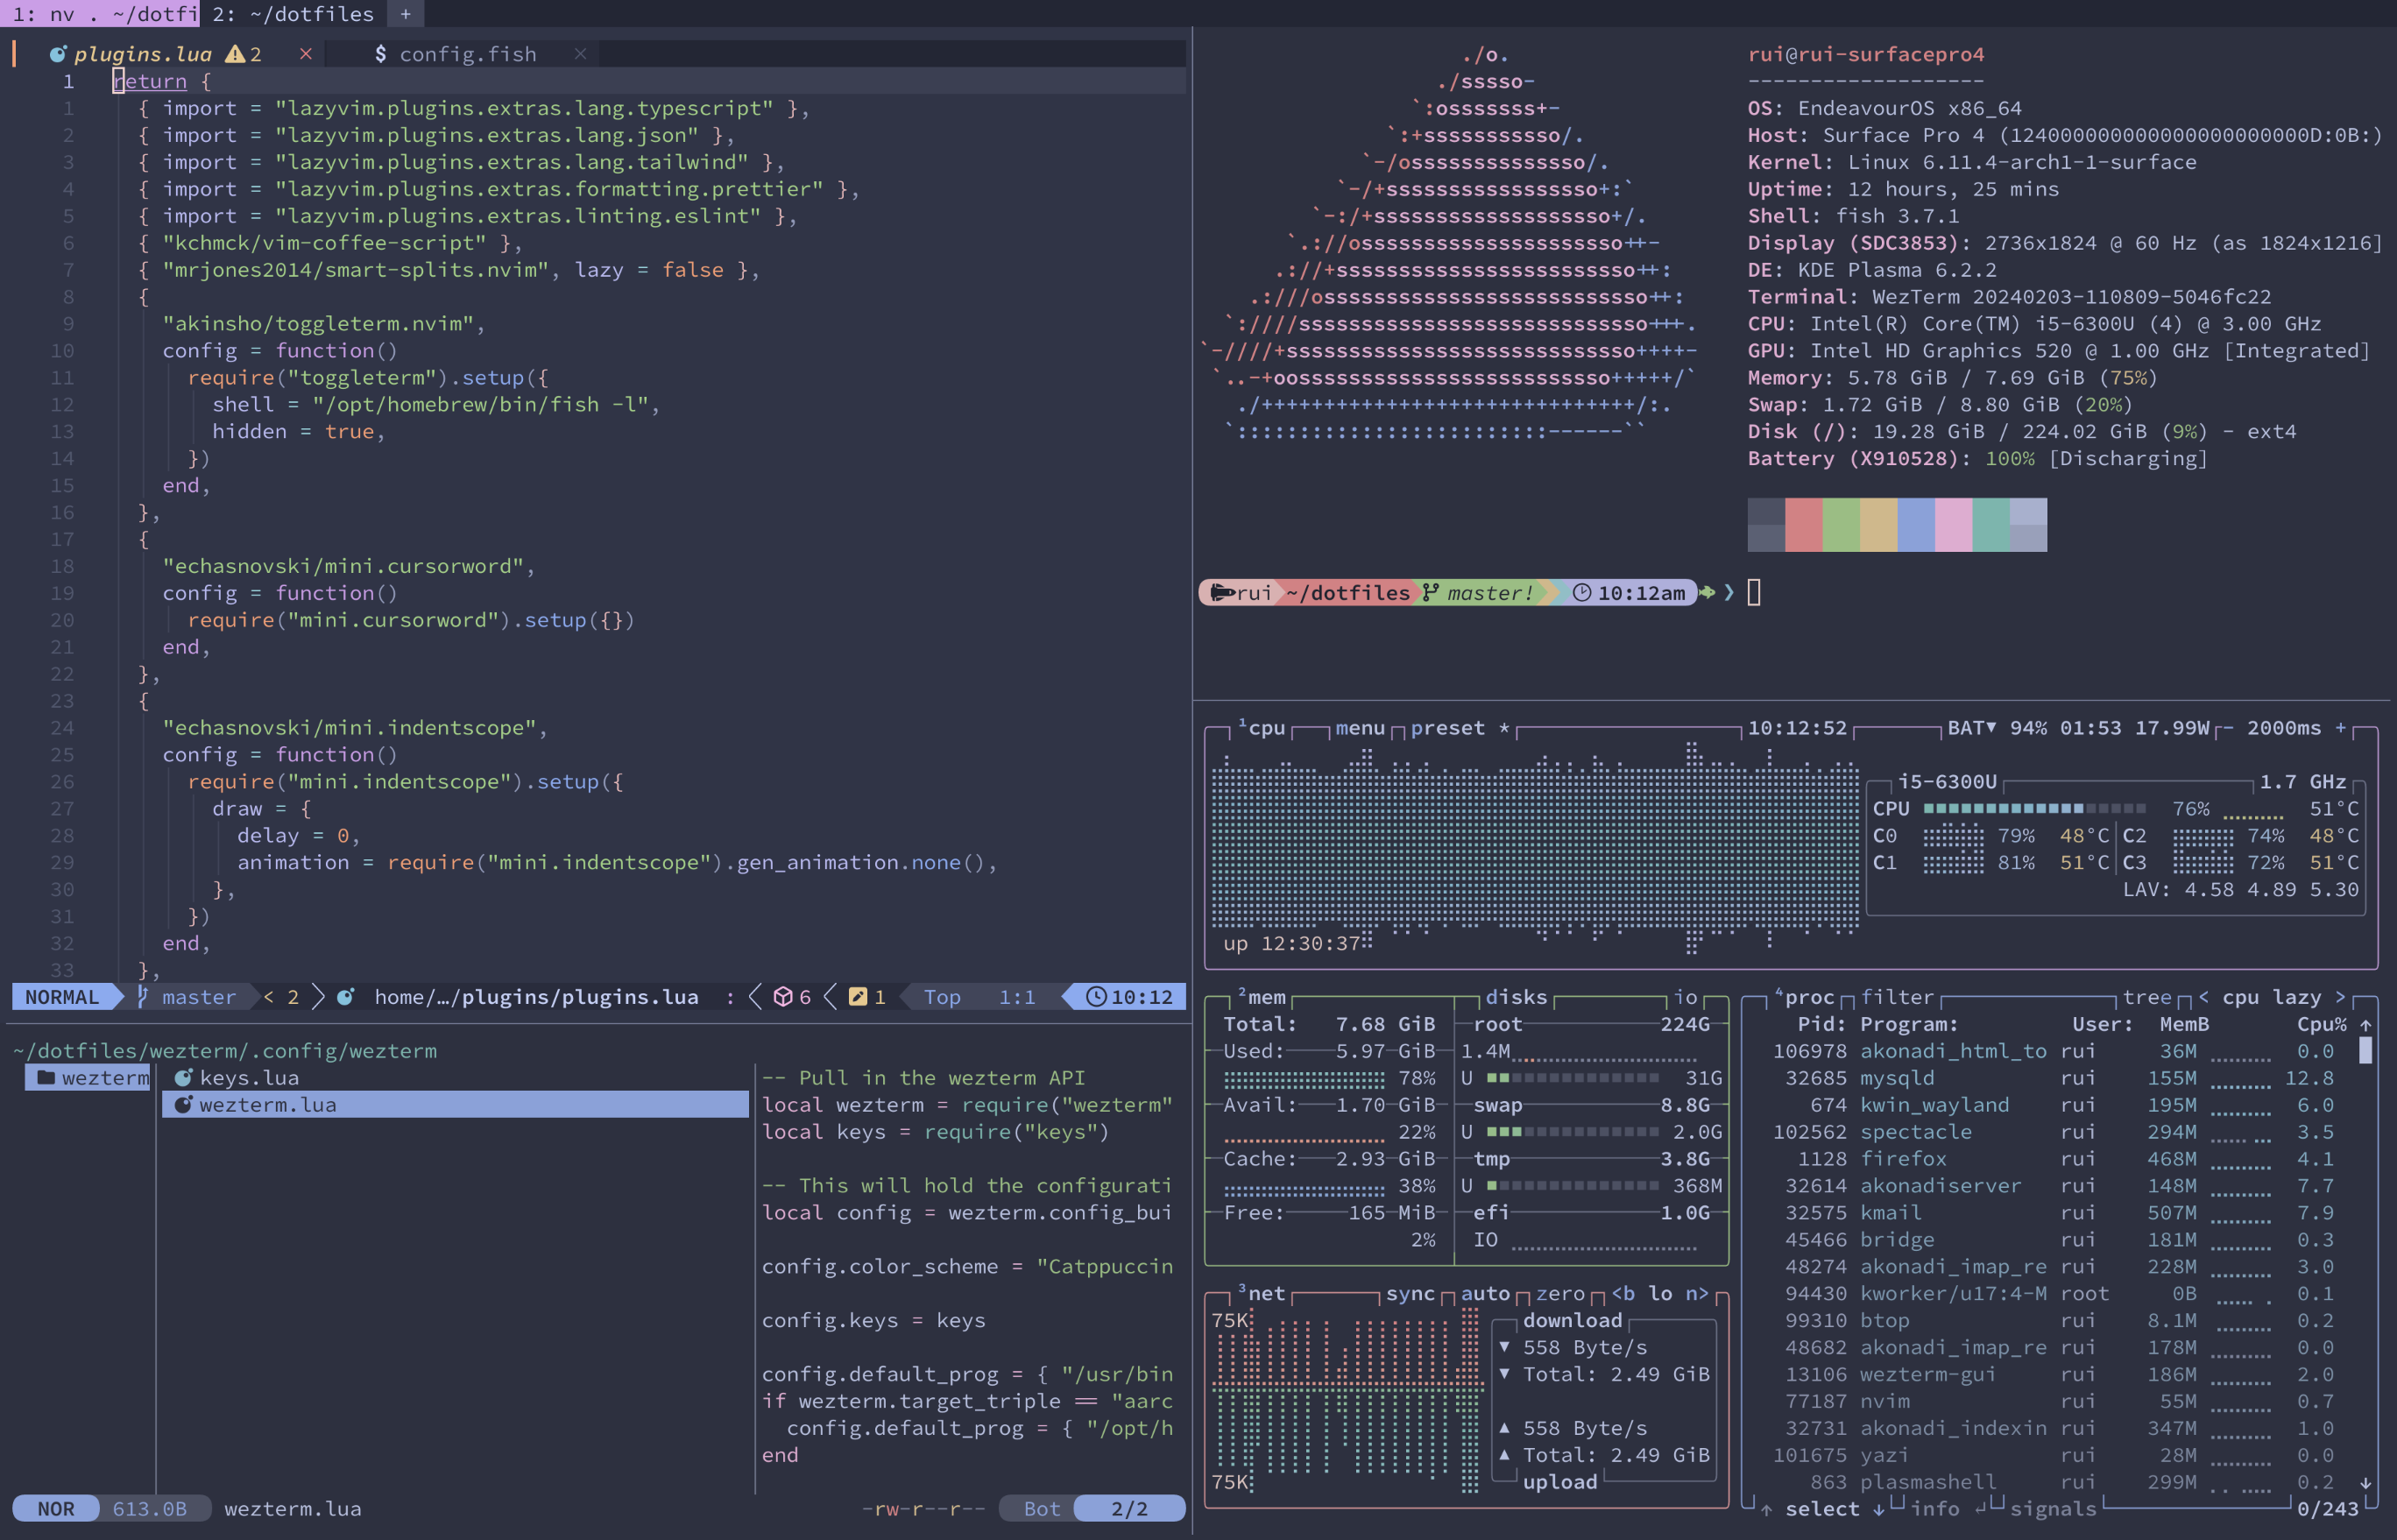 1: nv . ~/dotfi 2: ~/dotfiles +
plugins.lua 2 × $ config.fish ×
1 return {
1 { import = "lazyvim.plugins.extras.lang.typescript" },
2 { import = "lazyvim.plugins.extras.lang.json" },
3 { import = "lazyvim.plugins.extras.lang.tailwind" },
4 { import = "lazyvim.plugins.extras.formatting.prettier" },
5 { import = "lazyvim.plugins.extras.linting.eslint" },
6 { "kchmck/vim-coffee-script" },
7 { "mrjones2014/smart-splits.nvim", lazy = false },
8 {
9 "akinsho/toggleterm.nvim",
10 config = function()
11 require("toggleterm").setup({
12 shell = "/opt/homebrew/bin/fish -l",
13 hidden = true,
14 })
15 end,
16 },
17 {
18 "echasnovski/mini.cursorword",
19 config = function()
20 require("mini.cursorword").setup({})
21 end,
22 },
23 {
24 "echasnovski/mini.indentscope",
25 config = function()
26 require("mini.indentscope").setup({
27 draw = {
28 delay = 0,
29 animation = require("mini.indentscope").gen_animation.none(),
30 },
31 })
32 end,
33 },
NORMAL master < 2 home/…/plugins/plugins.lua : 6 1 Top 1:1 10:12
~/dotfiles/wezterm/.config/wezterm
wezterm
keys.lua
wezterm.lua
-- Pull in the wezterm API
local wezterm = require("wezterm"
local keys = require("keys")
-- This will hold the configurati
local config = wezterm.config_bui
config.color_scheme = "Catppuccin
config.keys = keys
config.default_prog = { "/usr/bin
if wezterm.target_triple == "aarc
config.default_prog = { "/opt/h
end
NOR 613.0B wezterm.lua -rw-r--r-- Bot 2/2
./o.
./sssso-
`:osssssss+-
`:+sssssssssso/.
`-/ossssssssssssso/.
`-/+sssssssssssssssso+:`
`-:/+sssssssssssssssssso+/.
`.://osssssssssssssssssssso++-
.://+ssssssssssssssssssssssso++:
.:///ossssssssssssssssssssssssso++:
`:////ssssssssssssssssssssssssssso+++.
`-////+ssssssssssssssssssssssssssso++++-
`..-+oosssssssssssssssssssssssso+++++/`
./++++++++++++++++++++++++++++++/:.
`:::::::::::::::::::::::::------``
rui@rui-surfacepro4
-------------------
OS: EndeavourOS x86_64
Host: Surface Pro 4 (124000000000000000000000D:0B:)
Kernel: Linux 6.11.4-arch1-1-surface
Uptime: 12 hours, 25 mins
Shell: fish 3.7.1
Display (SDC3853): 2736x1824 @ 60 Hz (as 1824x1216]
DE: KDE Plasma 6.2.2
Terminal: WezTerm 20240203-110809-5046fc22
CPU: Intel(R) Core(TM) i5-6300U (4) @ 3.00 GHz
GPU: Intel HD Graphics 520 @ 1.00 GHz [Integrated]
Memory: 5.78 GiB / 7.69 GiB (75%)
Swap: 1.72 GiB / 8.80 GiB (20%)
Disk (/): 19.28 GiB / 224.02 GiB (9%) - ext4
Battery (X910528): 100% [Discharging]
rui ~/dotfiles master! 10:12am ❯
¹cpu menu preset * 10:12:52 BAT▼ 94% 01:53 17.99W - 2000ms +
i5-6300U 1.7 GHz
CPU 76% 51°C
C0 79% 48°C C2 74% 48°C
C1 81% 51°C C3 72% 51°C
LAV: 4.58 4.89 5.30
up 12:30:37
²mem disks io
Total: 7.68 GiB root 224G
Used: 5.97 GiB 1.4M
78% U 31G
Avail: 1.70 GiB swap 8.8G
22% U 2.0G
Cache: 2.93 GiB tmp 3.8G
38% U 368M
Free: 165 MiB efi 1.0G
2% IO
³net sync auto zero <b lo n>
75K download
▼ 558 Byte/s
▼ Total: 2.49 GiB
▲ 558 Byte/s
▲ Total: 2.49 GiB
75K upload
⁴proc filter tree < cpu lazy >
Pid: Program: User: MemB Cpu% ↑
106978 akonadi_html_to rui 36M 0.0
32685 mysqld rui 155M 12.8
674 kwin_wayland rui 195M 6.0
102562 spectacle rui 294M 3.5
1128 firefox rui 468M 4.1
32614 akonadiserver rui 148M 7.7
32575 kmail rui 507M 7.9
45466 bridge rui 181M 0.3
48274 akonadi_imap_re rui 228M 3.0
94430 kworker/u17:4-M root 0B 0.1
99310 btop rui 8.1M 0.2
48682 akonadi_imap_re rui 178M 0.0
13106 wezterm-gui rui 186M 2.0
77187 nvim rui 55M 0.7
32731 akonadi_indexin rui 347M 1.0
101675 yazi rui 28M 0.0
863 plasmashell rui 299M 0.2 ↓
↑ select ↓ info ↵ signals 0/243